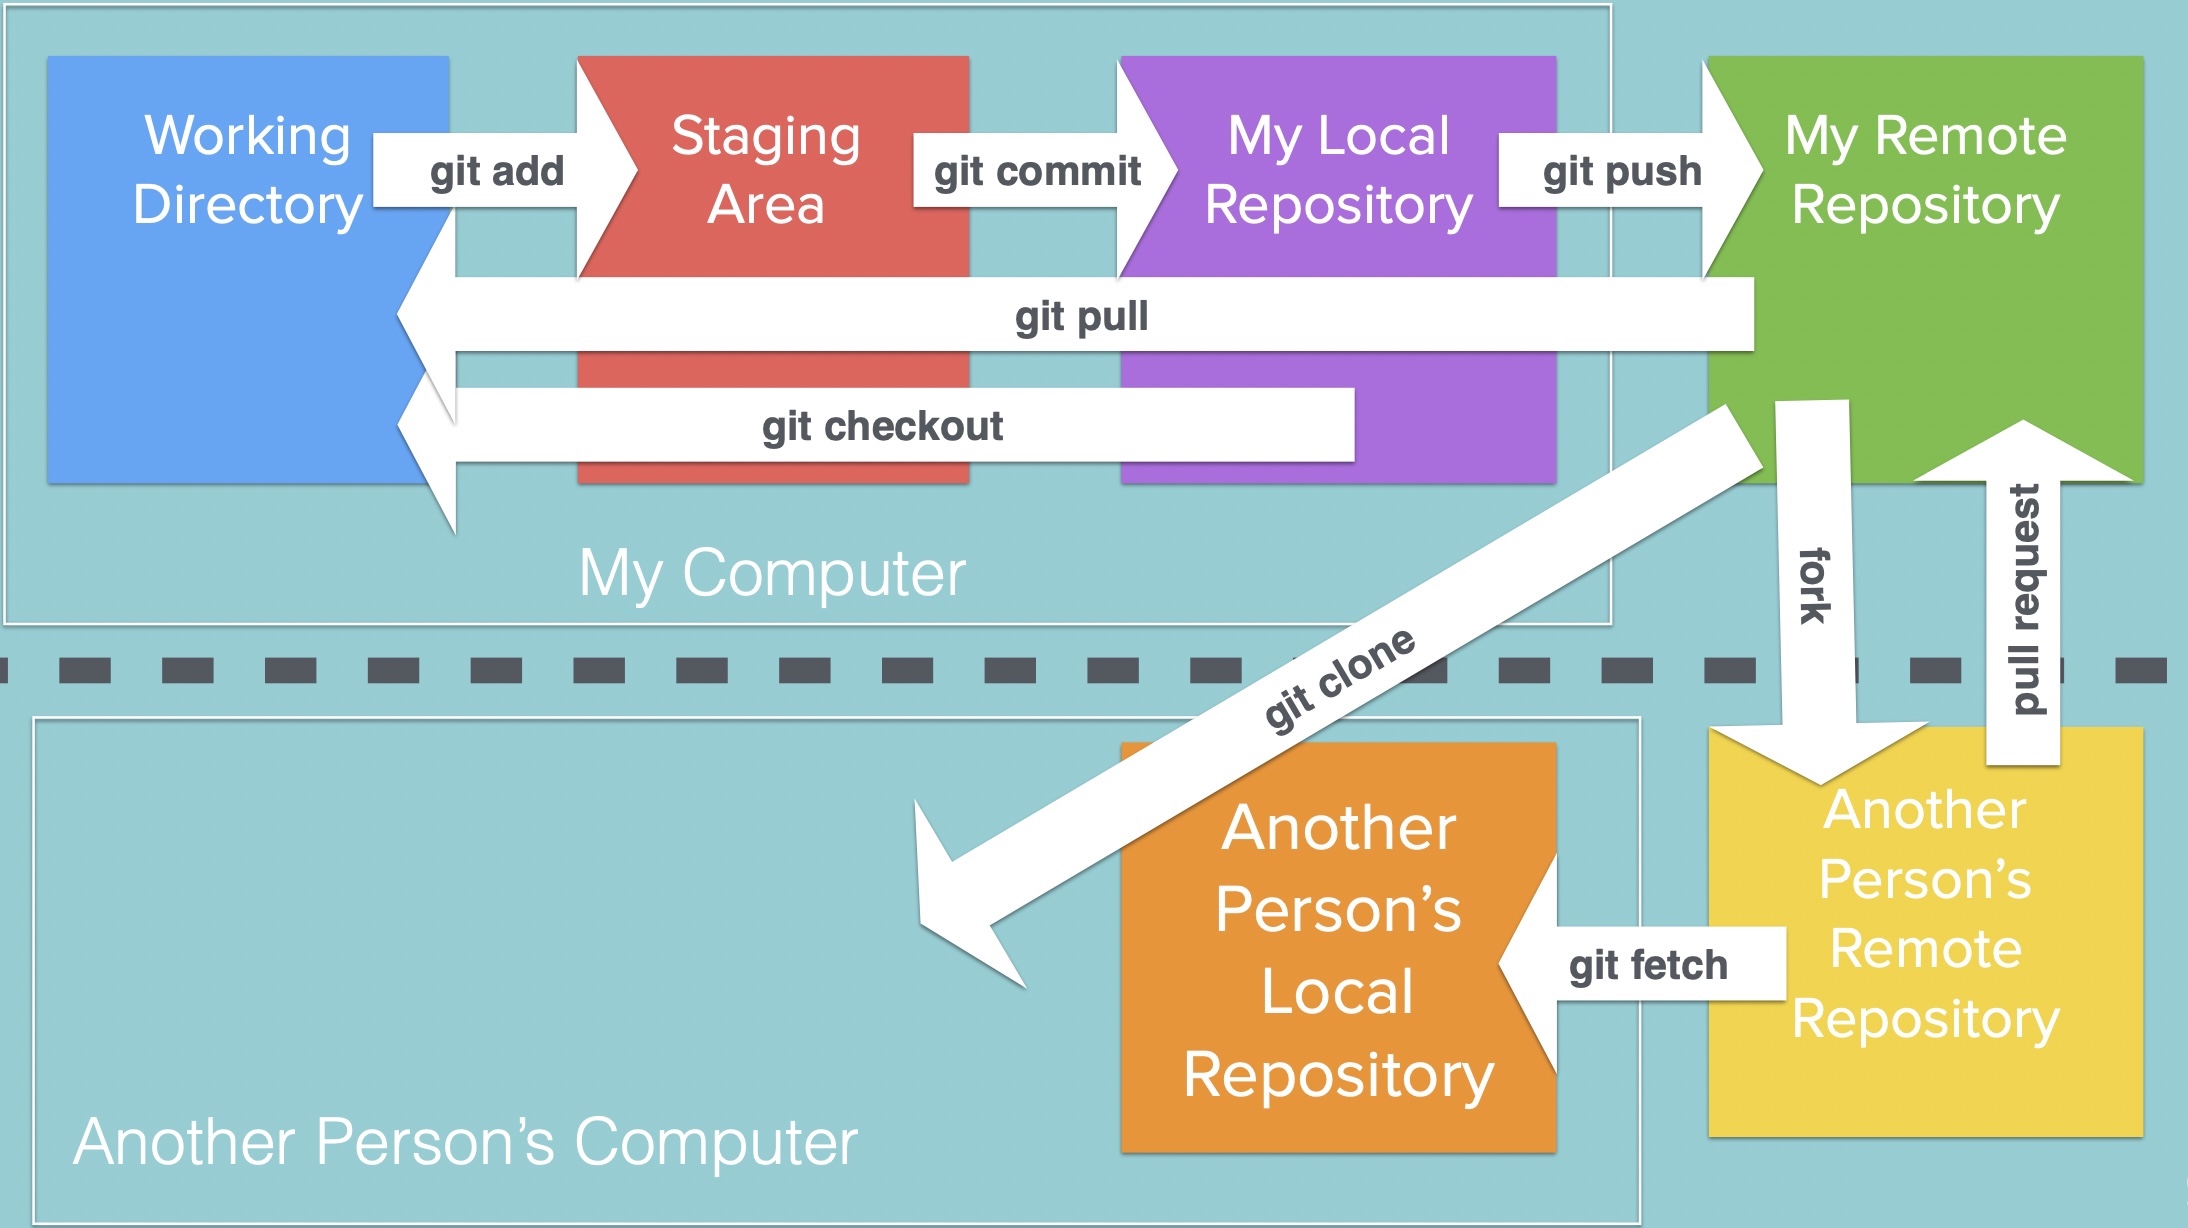 Working
Directory
git add
Staging
Area
git commit
My Local
Repository
git push
My Remote
Repository
git pull
git checkout
My Computer
git clone
fork
pull request
Another
Person’s
Local
Repository
git fetch
Another
Person’s
Remote
Repository
Another Person’s Computer